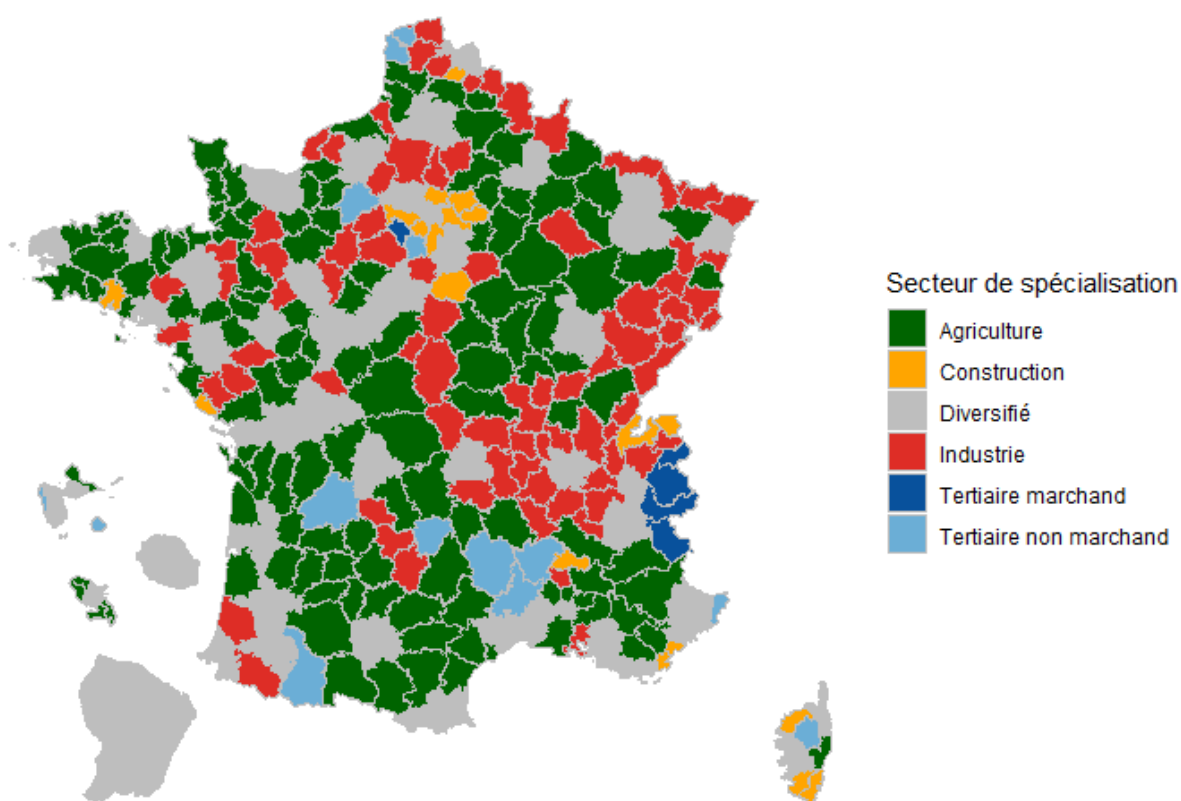 Secteur de spécialisation
Agriculture
Construction
Diversifié
Industrie
Tertiaire marchand
Tertiaire non marchand